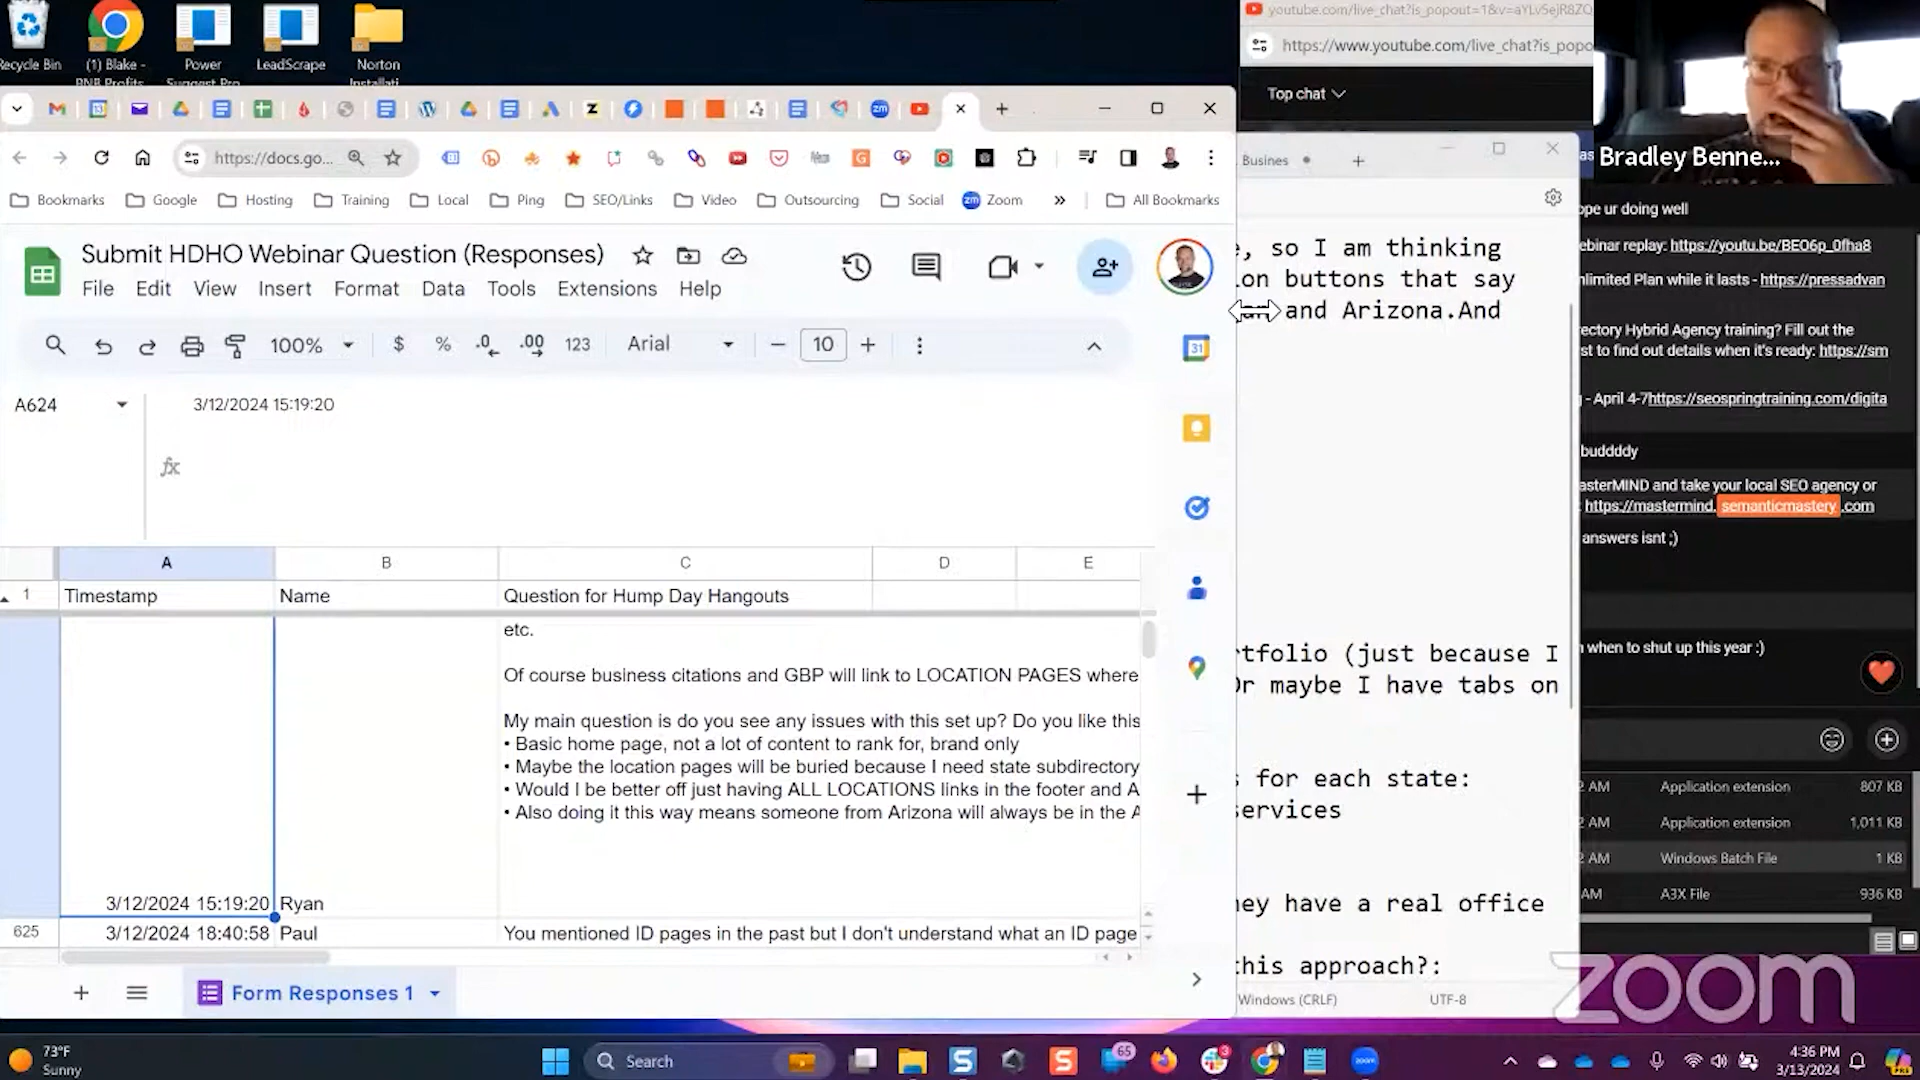 Recycle Bin
(1) Blake -
BNB Profits
Power
Suggest Pro
LeadScrape
Norton
Installati...
https://docs.go...
Bookmarks
Google
Hosting
Training
Local
Ping
SEO/Links
Video
Outsourcing
Social
Zoom
»
All Bookmarks
Submit HDHO Webinar Question (Responses)
File
Edit
View
Insert
Format
Data
Tools
Extensions
Help
100%
$
%
.0
.00
123
Arial
10
A624
3/12/2024 15:19:20
fx
A
B
C
D
E
1
Timestamp
Name
Question for Hump Day Hangouts
etc.
Of course business citations and GBP will link to LOCATION PAGES where
My main question is do you see any issues with this set up? Do you like this
• Basic home page, not a lot of content to rank for, brand only
• Maybe the location pages will be buried because I need state subdirectory
• Would I be better off just having ALL LOCATIONS links in the footer and A
• Also doing it this way means someone from Arizona will always be in the A
3/12/2024 15:19:20
Ryan
625
3/12/2024 18:40:58
Paul
You mentioned ID pages in the past but I don't understand what an ID page
Form Responses 1
youtube.com/live_chat?is_popout=1&v=aYLvSejR8ZQ
https://www.youtube.com/live_chat?is_popo
Top chat
Busines
e, so I am thinking
ion buttons that say
and Arizona.And
rtfolio (just because I
Or maybe I have tabs on
s for each state:
services
hey have a real office
this approach?:
Windows (CRLF)
UTF-8
Bradley Benne...
ope ur doing well
ebinar replay: https://youtu.be/BEO6p_0fha8
nlimited Plan while it lasts - https://pressadvan
ectory Hybrid Agency training? Fill out the
st to find out details when it's ready: https://sm
- April 4-7https://seospringtraining.com/digita
buddddy
asterMIND and take your local SEO agency or
https://mastermind.semanticmastery.com
answers isnt ;)
n when to shut up this year :)
2 AM
Application extension
807 KB
2 AM
Application extension
1,011 KB
2 AM
Windows Batch File
1 KB
AM
A3X File
936 KB
zoom
73°F
Sunny
Search
65
3
4:36 PM
3/13/2024